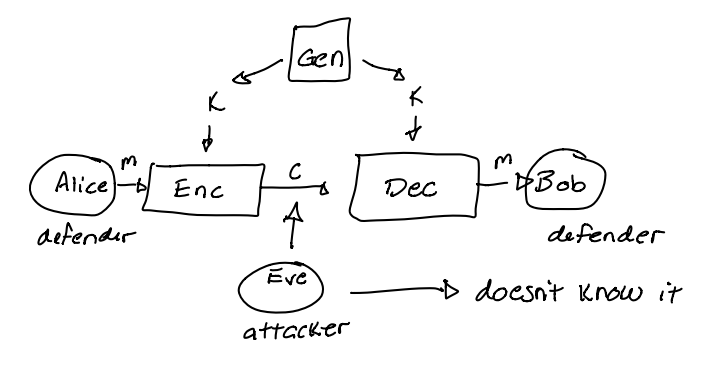 Gen
K K
Alice m Enc C Dec m Bob
defender defender
Eve doesn't know it
attacker